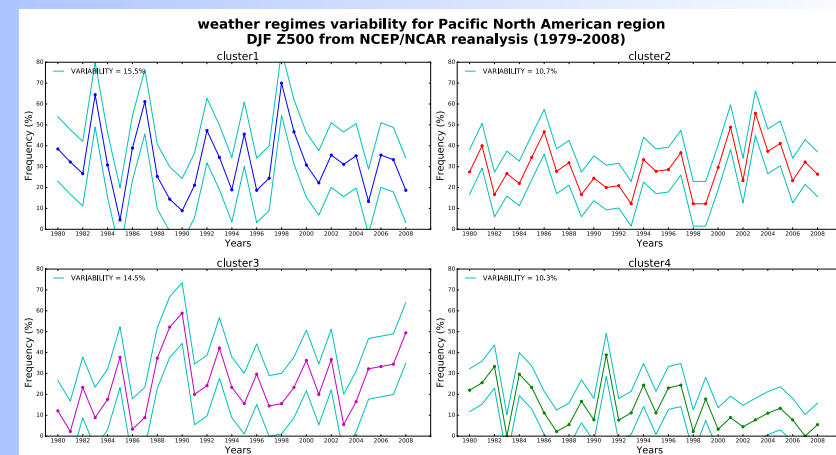 weather regimes variability for Pacific North American region
DJF Z500 from NCEP/NCAR reanalysis (1979–2008)
cluster1
VARIABILITY = 15.5%
Frequency (%)
80
70
60
50
40
30
20
10
0
1980 1982 1984 1986 1988 1990 1992 1994 1996 1998 2000 2002 2004 2006 2008
Years
cluster2
VARIABILITY = 10.7%
Frequency (%)
80
70
60
50
40
30
20
10
0
1980 1982 1984 1986 1988 1990 1992 1994 1996 1998 2000 2002 2004 2006 2008
Years
cluster3
VARIABILITY = 14.5%
Frequency (%)
80
70
60
50
40
30
20
10
0
1980 1982 1984 1986 1988 1990 1992 1994 1996 1998 2000 2002 2004 2006 2008
Years
cluster4
VARIABILITY = 10.3%
Frequency (%)
80
70
60
50
40
30
20
10
0
1980 1982 1984 1986 1988 1990 1992 1994 1996 1998 2000 2002 2004 2006 2008
Years